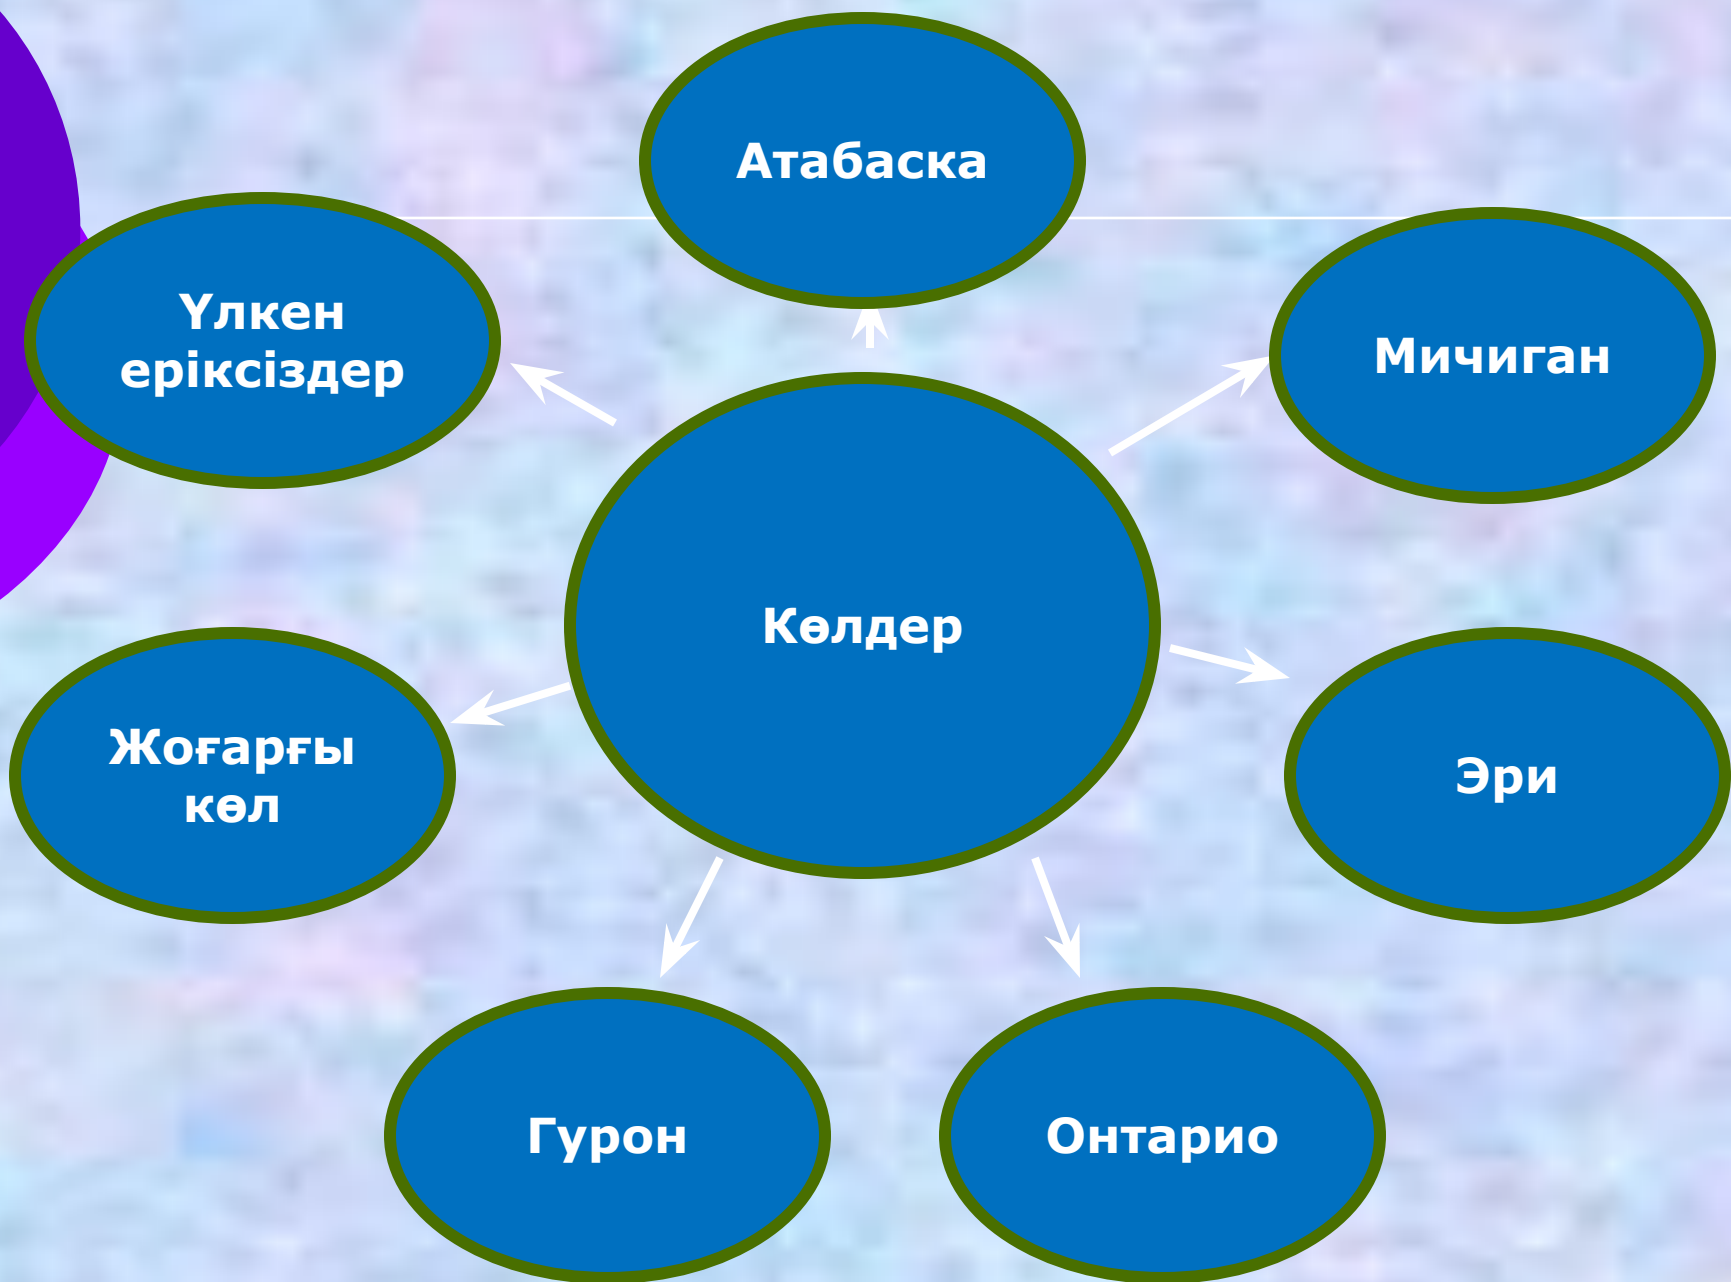 Атабаска
Үлкен
еріксіздер
Мичиган
Көлдер
Жоғарғы
көл
Эри
Гурон
Онтарио